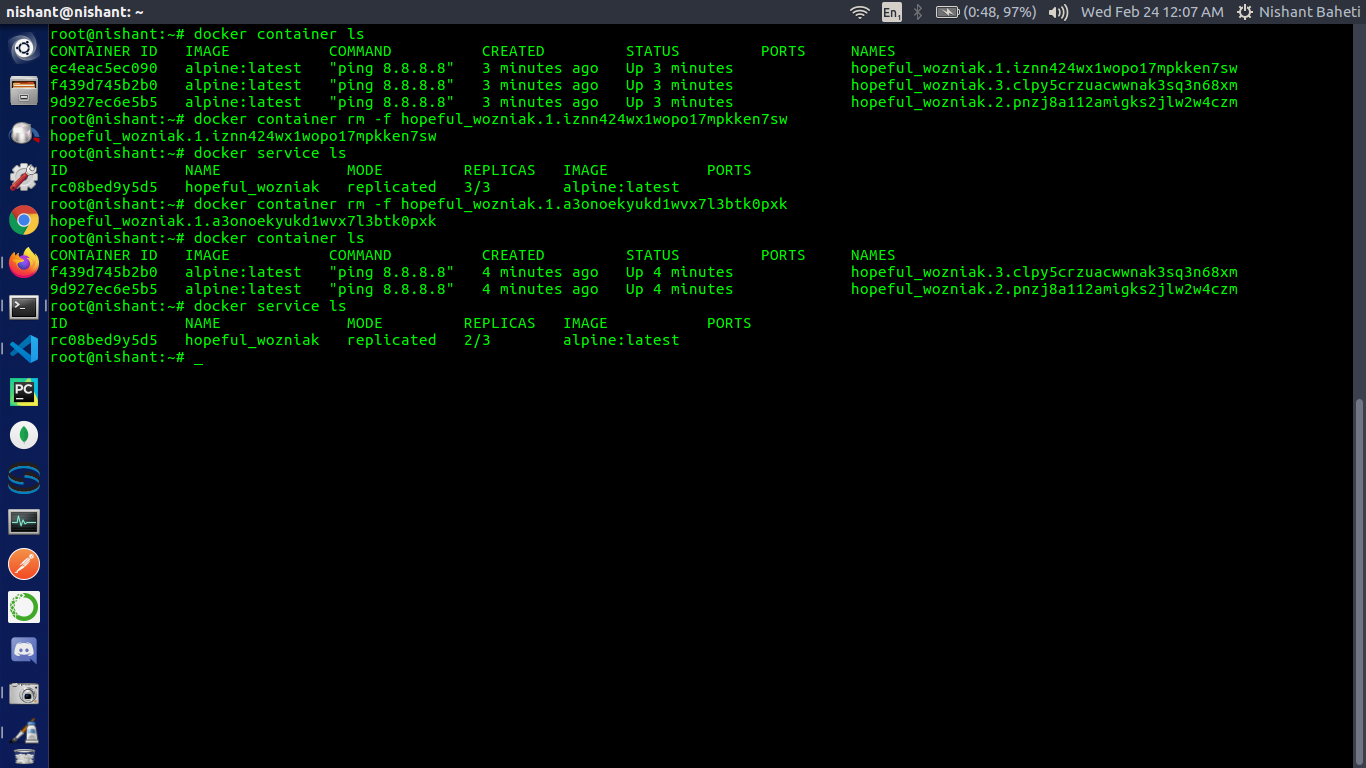 nishant@nishant: ~
En1
(0:48, 97%)
Wed Feb 24 12:07 AM
Nishant Baheti
root@nishant:~# docker container ls
CONTAINER ID   IMAGE           COMMAND          CREATED         STATUS         PORTS     NAMES
ec4eac5ec090   alpine:latest   "ping 8.8.8.8"   3 minutes ago   Up 3 minutes             hopeful_wozniak.1.iznn424wx1wopo17mpkken7sw
f439d745b2b0   alpine:latest   "ping 8.8.8.8"   3 minutes ago   Up 3 minutes             hopeful_wozniak.3.clpy5crzuacwwnak3sq3n68xm
9d927ec6e5b5   alpine:latest   "ping 8.8.8.8"   3 minutes ago   Up 3 minutes             hopeful_wozniak.2.pnzj8a112amigks2jlw2w4czm
root@nishant:~# docker container rm -f hopeful_wozniak.1.iznn424wx1wopo17mpkken7sw
hopeful_wozniak.1.iznn424wx1wopo17mpkken7sw
root@nishant:~# docker service ls
ID             NAME              MODE         REPLICAS   IMAGE           PORTS
rc08bed9y5d5   hopeful_wozniak   replicated   3/3        alpine:latest
root@nishant:~# docker container rm -f hopeful_wozniak.1.a3onoekyukd1wvx7l3btk0pxk
hopeful_wozniak.1.a3onoekyukd1wvx7l3btk0pxk
root@nishant:~# docker container ls
CONTAINER ID   IMAGE           COMMAND          CREATED         STATUS         PORTS     NAMES
f439d745b2b0   alpine:latest   "ping 8.8.8.8"   4 minutes ago   Up 4 minutes             hopeful_wozniak.3.clpy5crzuacwwnak3sq3n68xm
9d927ec6e5b5   alpine:latest   "ping 8.8.8.8"   4 minutes ago   Up 4 minutes             hopeful_wozniak.2.pnzj8a112amigks2jlw2w4czm
root@nishant:~# docker service ls
ID             NAME              MODE         REPLICAS   IMAGE           PORTS
rc08bed9y5d5   hopeful_wozniak   replicated   2/3        alpine:latest
root@nishant:~# _
PC